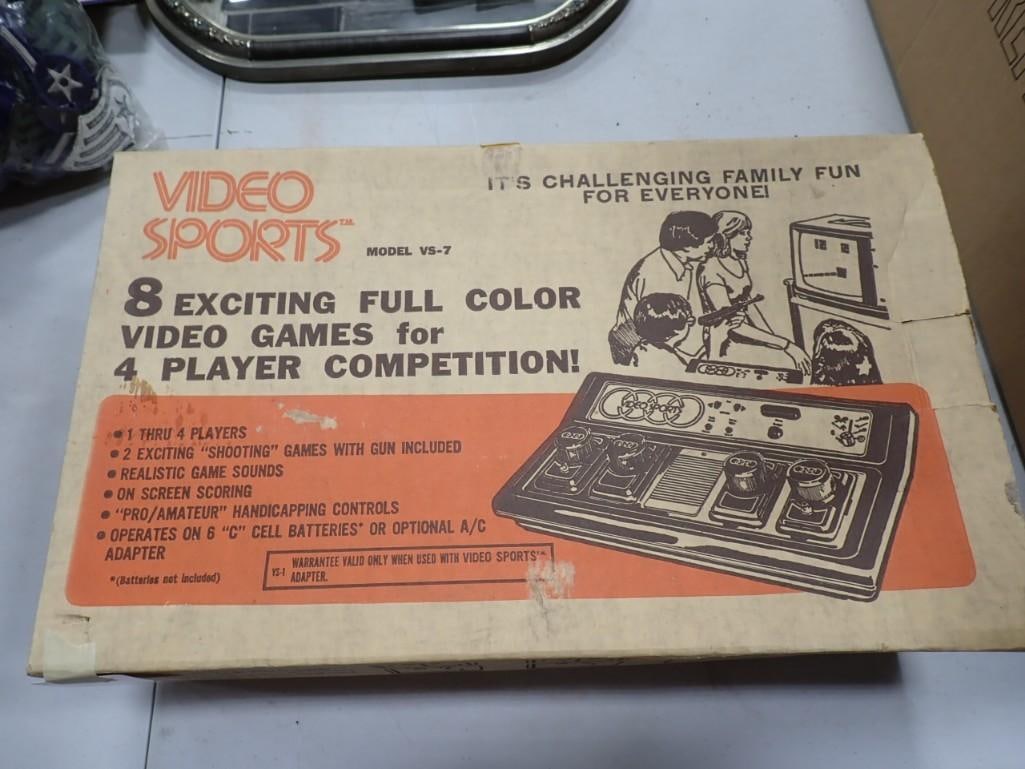 VIDEO
SPORTS™
MODEL VS-7
IT'S CHALLENGING FAMILY FUN
FOR EVERYONE!
8 EXCITING FULL COLOR
VIDEO GAMES for
4 PLAYER COMPETITION!
• 1 THRU 4 PLAYERS
• 2 EXCITING "SHOOTING" GAMES WITH GUN INCLUDED
• REALISTIC GAME SOUNDS
• ON SCREEN SCORING
• "PRO/AMATEUR" HANDICAPPING CONTROLS
• OPERATES ON 6 "C" CELL BATTERIES* OR OPTIONAL A/C
ADAPTER
*(Batteries not included)
VS-1 WARRANTEE VALID ONLY WHEN USED WITH VIDEO SPORTS™
ADAPTER.
VIDEO SPORTS